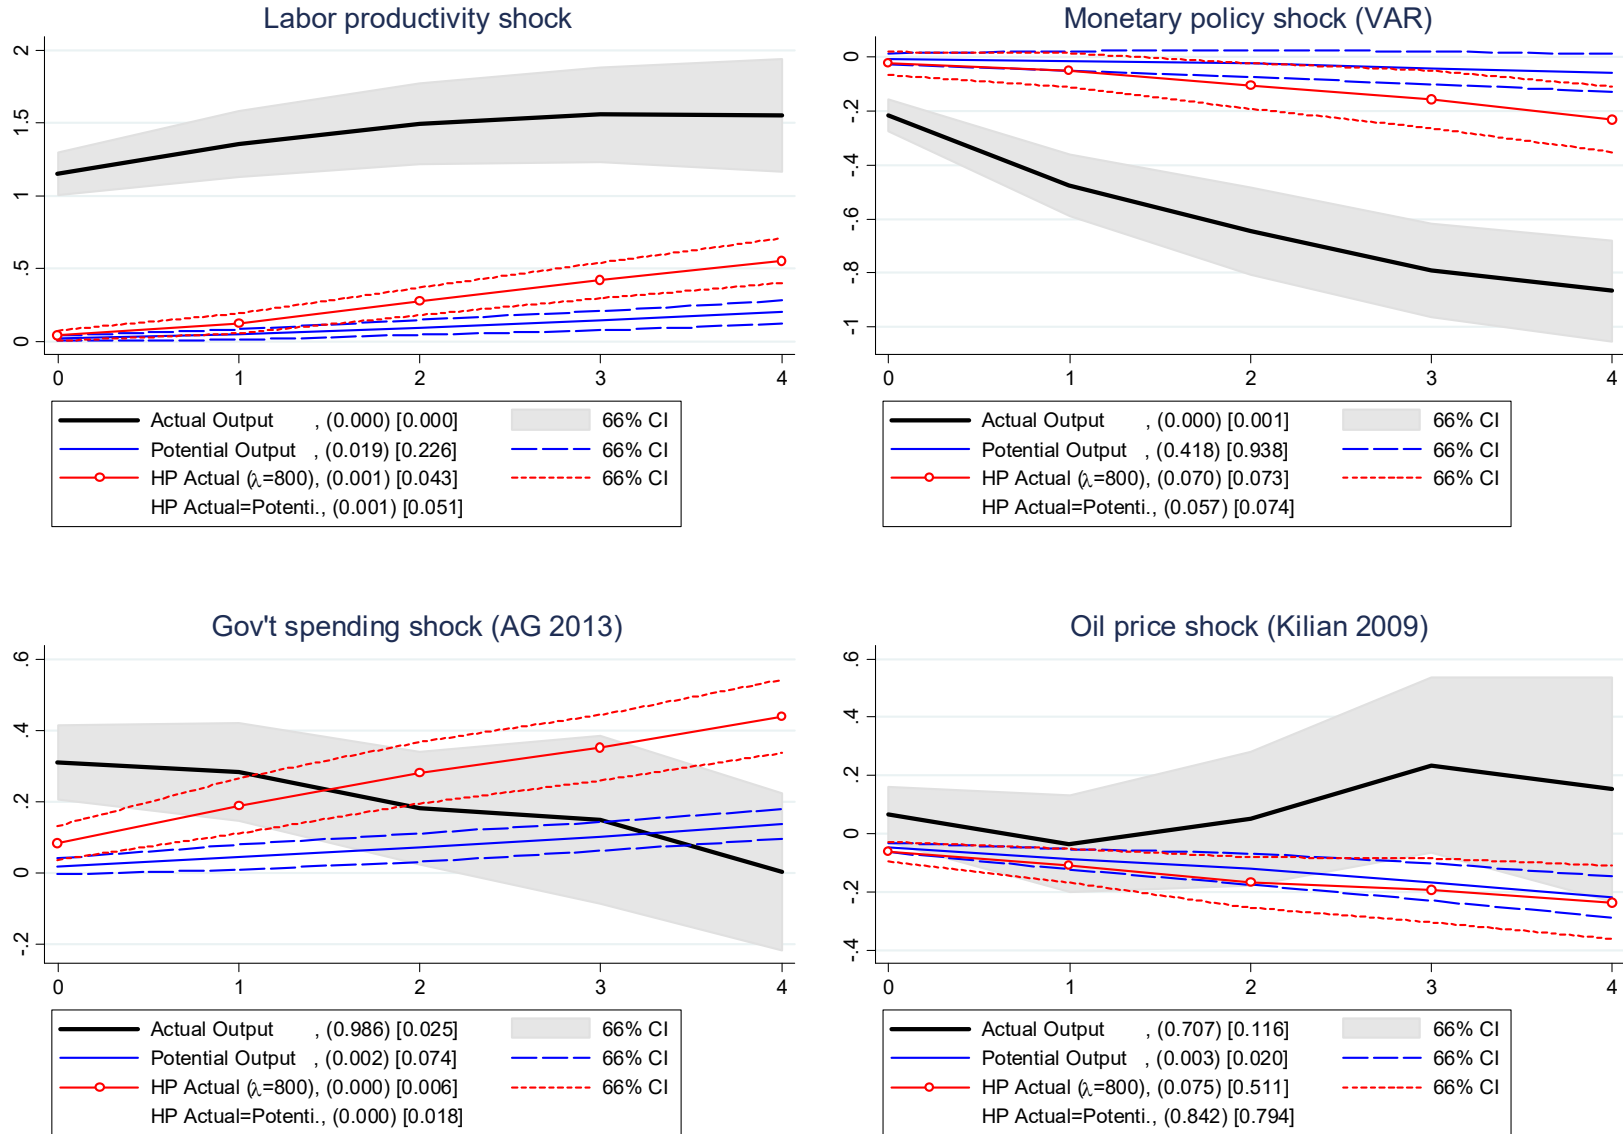 Labor productivity shock
2
1.5
1
.5
0
0 1 2 3 4
Actual Output , (0.000) [0.000] 66% CI
Potential Output , (0.019) [0.226] 66% CI
HP Actual (λ=800), (0.001) [0.043] 66% CI
HP Actual=Potenti., (0.001) [0.051]
Monetary policy shock (VAR)
0
-.2
-.4
-.6
-.8
-1
0 1 2 3 4
Actual Output , (0.000) [0.001] 66% CI
Potential Output , (0.418) [0.938] 66% CI
HP Actual (λ=800), (0.070) [0.073] 66% CI
HP Actual=Potenti., (0.057) [0.074]
Gov't spending shock (AG 2013)
.6
.4
.2
0
-.2
0 1 2 3 4
Actual Output , (0.986) [0.025] 66% CI
Potential Output , (0.002) [0.074] 66% CI
HP Actual (λ=800), (0.000) [0.006] 66% CI
HP Actual=Potenti., (0.000) [0.018]
Oil price shock (Kilian 2009)
.6
.4
.2
0
-.2
-.4
0 1 2 3 4
Actual Output , (0.707) [0.116] 66% CI
Potential Output , (0.003) [0.020] 66% CI
HP Actual (λ=800), (0.075) [0.511] 66% CI
HP Actual=Potenti., (0.842) [0.794]